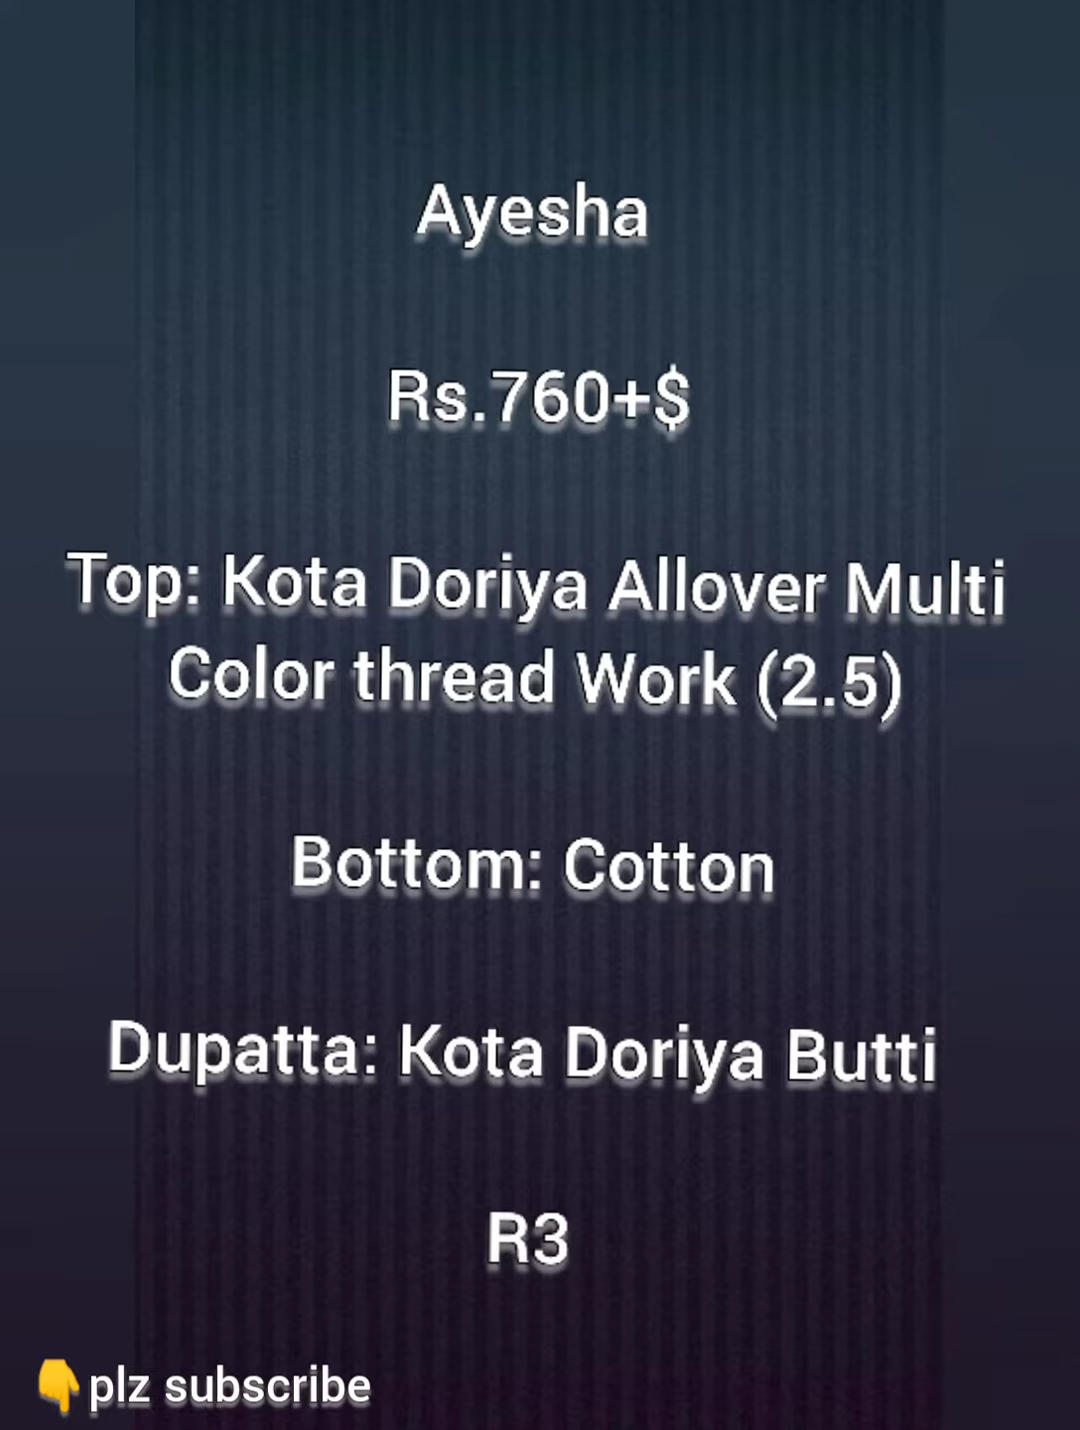 Ayesha
Rs.760+$
Top: Kota Doriya Allover Multi
Color thread Work (2.5)
Bottom: Cotton
Dupatta: Kota Doriya Butti
R3
👇plz subscribe